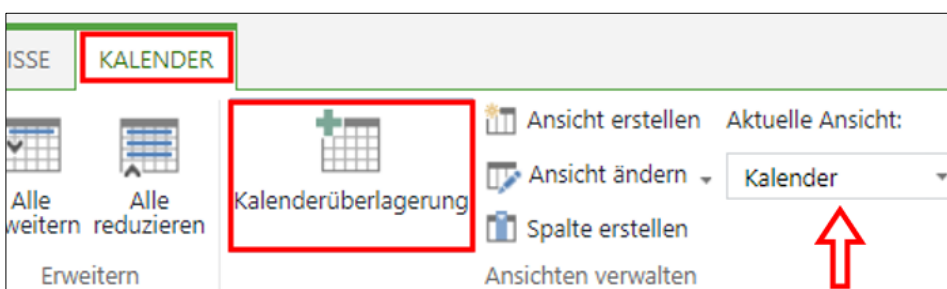 ISSE KALENDER
Ansicht erstellen Aktuelle Ansicht:
Ansicht ändern Kalender
Alle Alle Kalenderüberlagerung
weitern reduzieren Spalte erstellen
Erweitern Ansichten verwalten